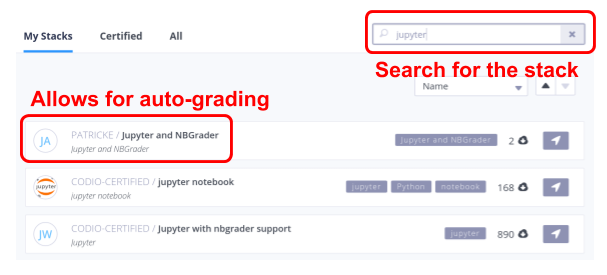 My Stacks Certified All jupyter
Search for the stack
Name
Allows for auto-grading
JA PATRICKE / Jupyter and NBGrader Jupyter and NBGrader 2
Jupyter and NBGrader
jupyter CODIO-CERTIFIED / jupyter notebook jupyter Python notebook 168
jupyter notebook
JW CODIO-CERTIFIED / Jupyter with nbgrader support jupyter 890
Jupyter